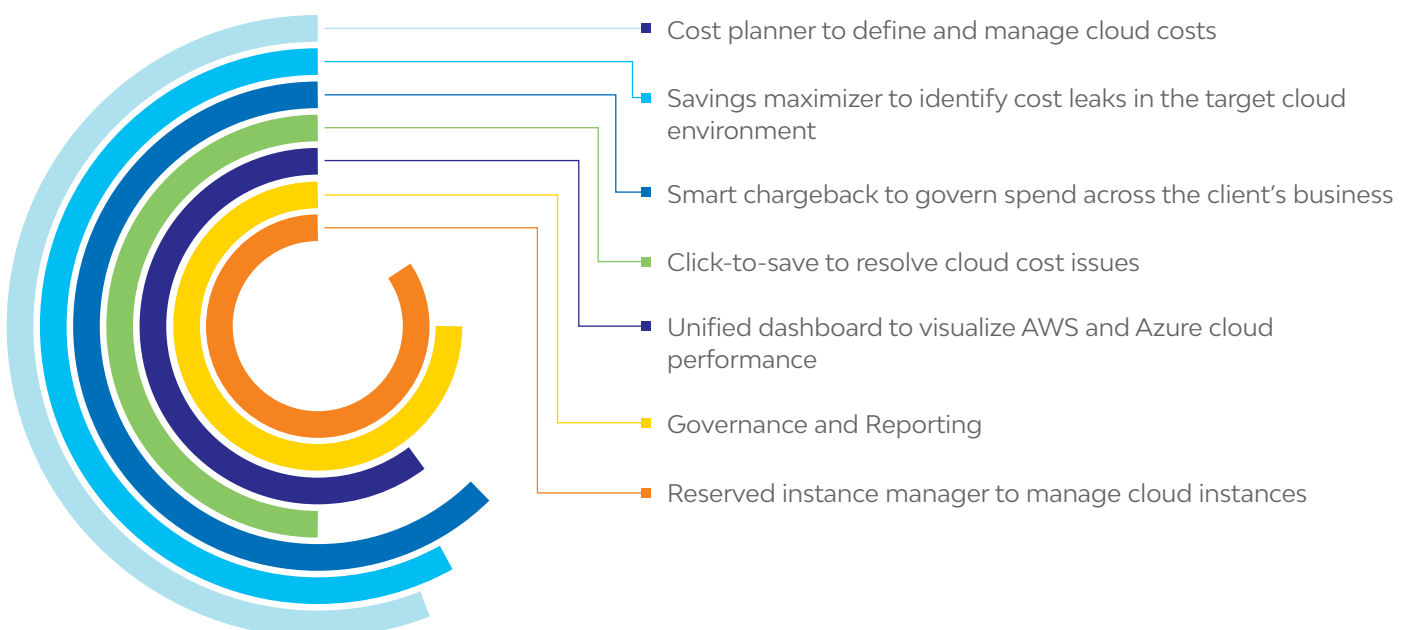 Cost planner to define and manage cloud costs
Savings maximizer to identify cost leaks in the target cloud
environment
Smart chargeback to govern spend across the client’s business
Click-to-save to resolve cloud cost issues
Unified dashboard to visualize AWS and Azure cloud
performance
Governance and Reporting
Reserved instance manager to manage cloud instances